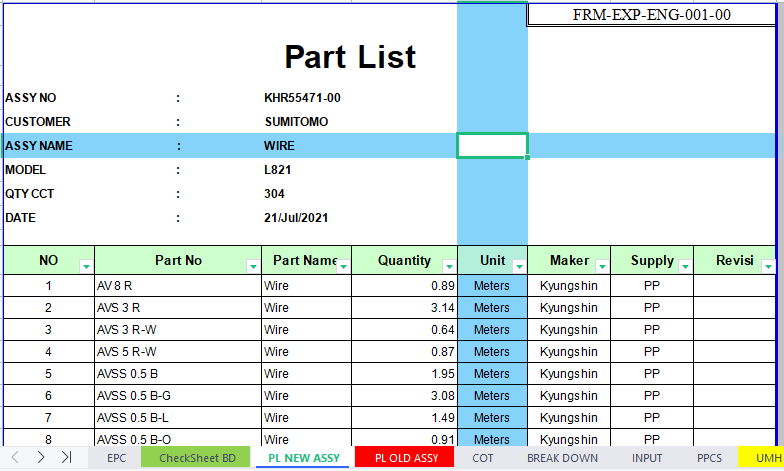 FRM-EXP-ENG-001-00
Part List
ASSY NO : KHR55471-00
CUSTOMER : SUMITOMO
ASSY NAME : WIRE
MODEL : L821
QTY CCT : 304
DATE : 21/Jul/2021
NO Part No Part Name Quantity Unit Maker Supply Revisi
1 AV 8 R Wire 0.89 Meters Kyungshin PP
2 AVS 3 R Wire 3.14 Meters Kyungshin PP
3 AVS 3 R-W Wire 0.64 Meters Kyungshin PP
4 AVS 5 R-W Wire 0.87 Meters Kyungshin PP
5 AVSS 0.5 B Wire 1.95 Meters Kyungshin PP
6 AVSS 0.5 B-G Wire 3.08 Meters Kyungshin PP
7 AVSS 0.5 B-L Wire 1.49 Meters Kyungshin PP
8 AVSS 0.5 B-O Wire 0.91 Meters Kyungshin PP
EPC CheckSheet BD PL NEW ASSY PL OLD ASSY COT BREAK DOWN INPUT PPCS UMH